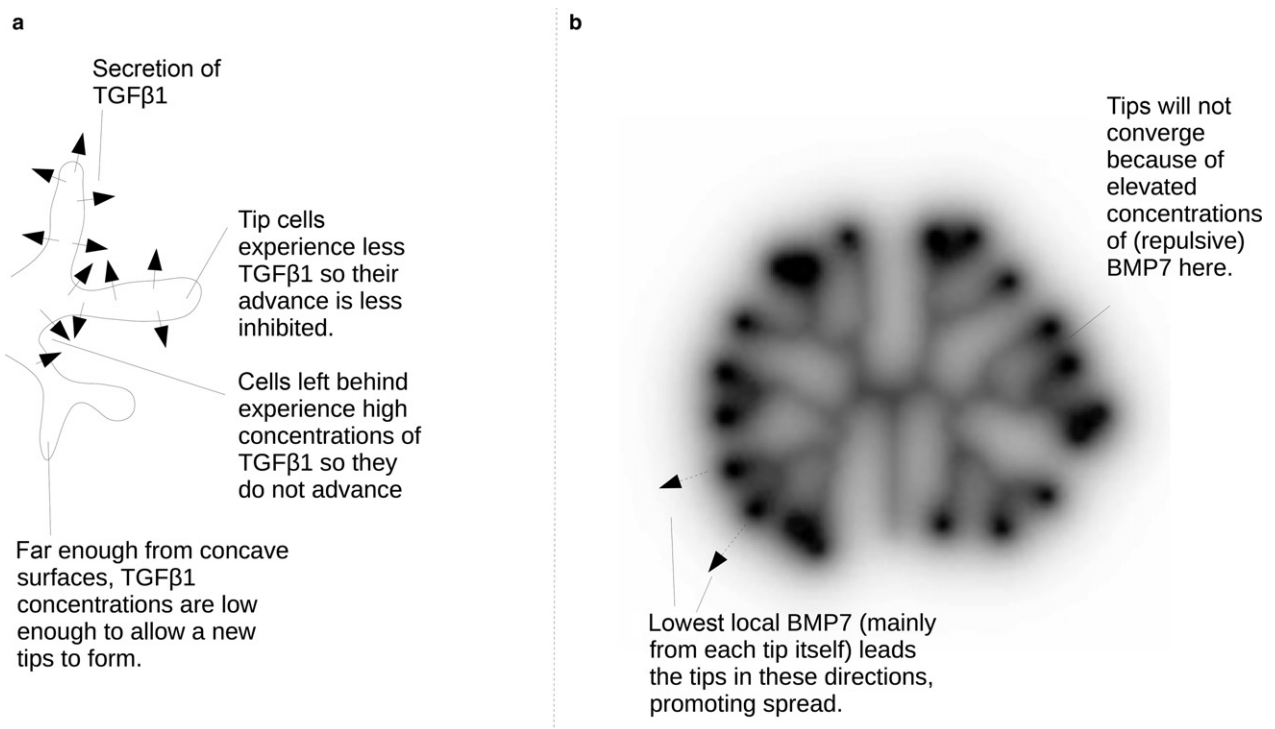 a
Secretion of
TGFβ1
Tip cells
experience less
TGFβ1 so their
advance is less
inhibited.
Cells left behind
experience high
concentrations of
TGFβ1 so they
do not advance
Far enough from concave
surfaces, TGFβ1
concentrations are low
enough to allow a new
tips to form.
b
Tips will not
converge
because of
elevated
concentrations
of (repulsive)
BMP7 here.
Lowest local BMP7 (mainly
from each tip itself) leads
the tips in these directions,
promoting spread.